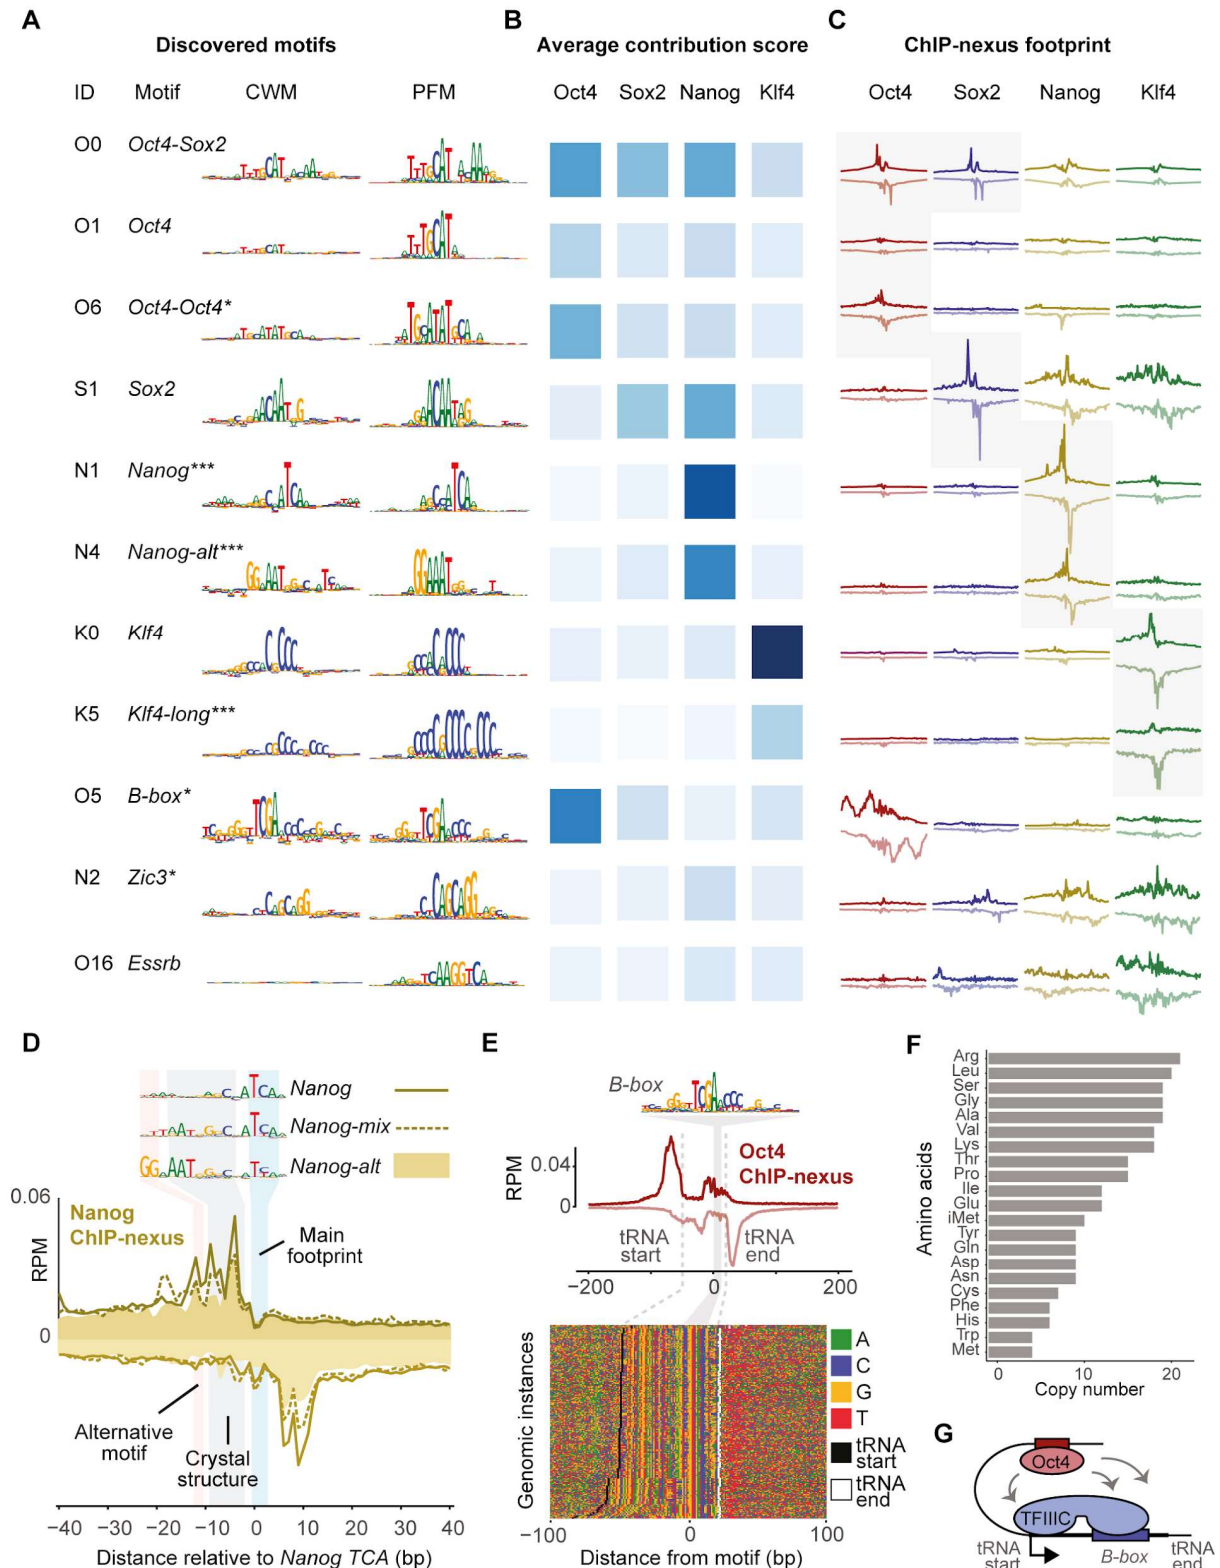 A
B
C
Discovered motifs
Average contribution score
ChIP-nexus footprint
ID Motif CWM PFM
Oct4 Sox2 Nanog Klf4
Oct4 Sox2 Nanog Klf4
O0 Oct4-Sox2
O1 Oct4
O6 Oct4-Oct4*
S1 Sox2
N1 Nanog***
N4 Nanog-alt***
K0 Klf4
K5 Klf4-long***
O5 B-box*
N2 Zic3*
O16 Essrb
D
Nanog
Nanog-mix
Nanog-alt
0.06
Nanog
ChIP-nexus
RPM
Main
footprint
0
Alternative
motif
Crystal
structure
−40 −30 −20 −10 0 10 20 30 40
Distance relative to Nanog TCA (bp)
E
B-box
RPM
0.04
0
Oct4
ChIP-nexus
tRNA
start
tRNA
end
−200 0 200
Genomic instances
A
C
G
T
tRNA
start
tRNA
end
−100 0 100
Distance from motif (bp)
F
Amino acids
Arg
Leu
Ser
Gly
Ala
Val
Lys
Thr
Pro
Ile
Glu
iMet
Tyr
Gln
Asp
Asn
Cys
Phe
His
Trp
Met
0 10 20
Copy number
G
Oct4
TFIIIC
tRNA
start
B-box
tRNA
end